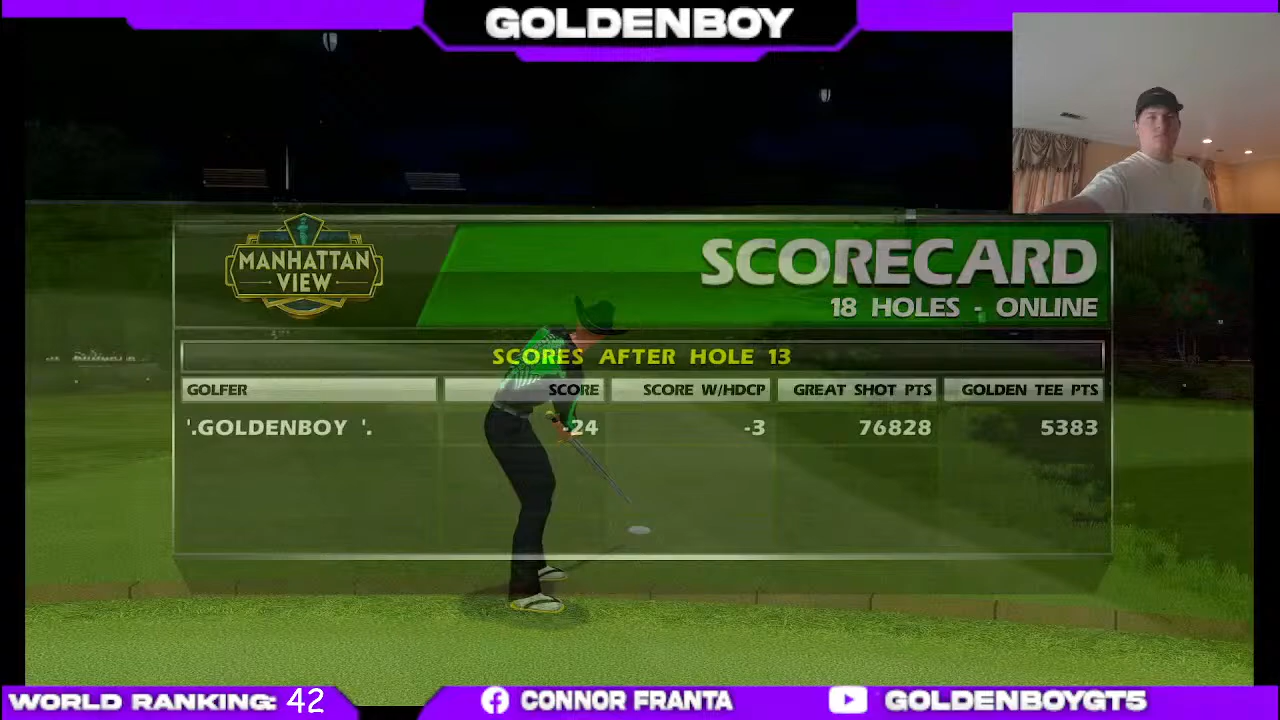 GOLDENBOY
MANHATTAN
VIEW
SCORECARD
18 HOLES - ONLINE
SCORES AFTER HOLE 13
GOLFER SCORE SCORE W/HDCP GREAT SHOT PTS GOLDEN TEE PTS
'.GOLDENBOY '. -24 -3 76828 5383
WORLD RANKING: 42 CONNOR FRANTA GOLDENBOYGT5